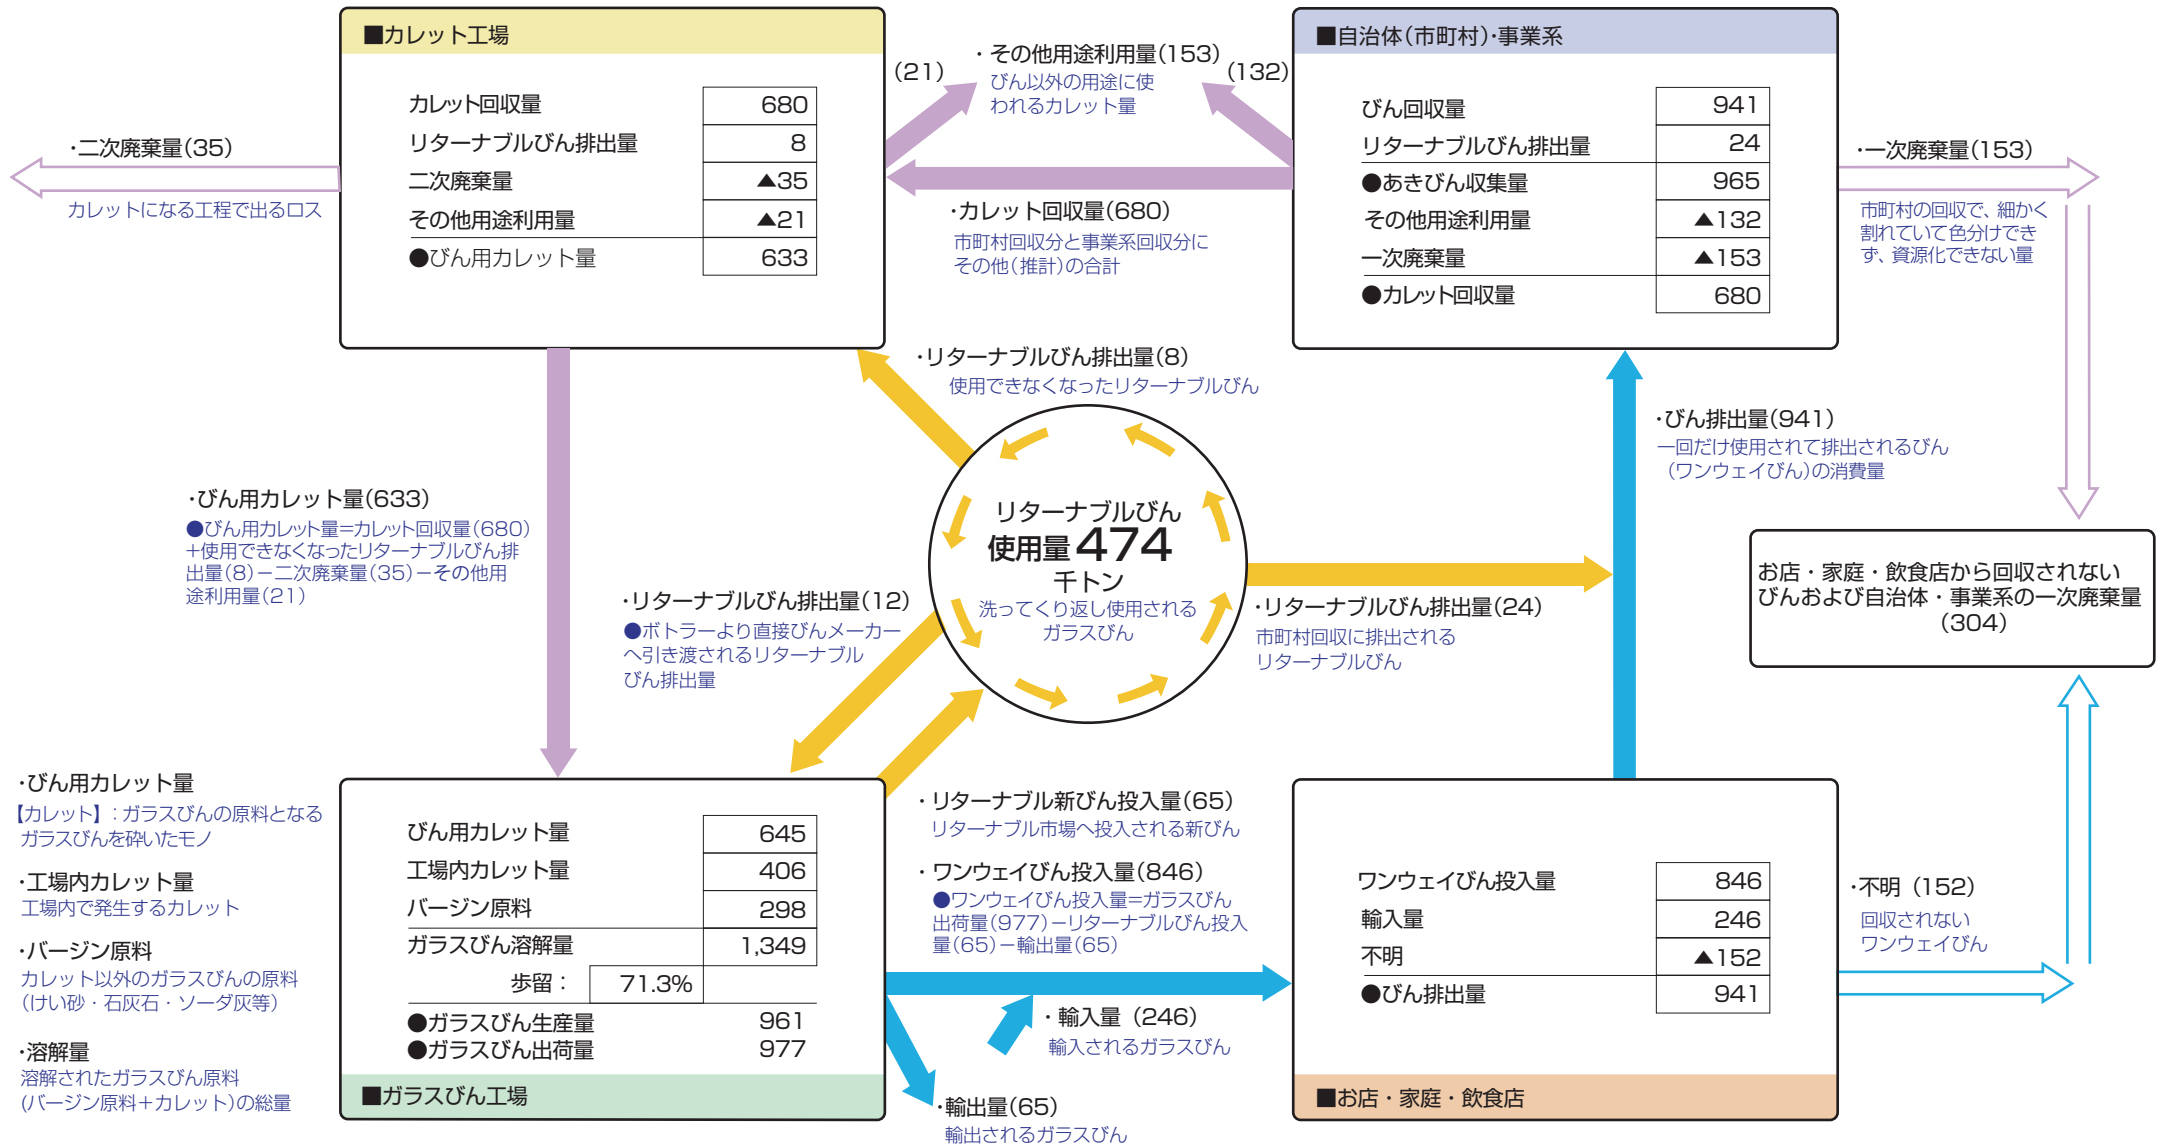 ■カレット工場
カレット回収量 680
リターナブルびん排出量 8
二次廃棄量 ▲35
その他用途利用量 ▲21
●びん用カレット量 633
・二次廃棄量(35)
カレットになる工程で出るロス
(21)
・その他用途利用量(153)
びん以外の用途に使
われるカレット量
(132)
・カレット回収量(680)
市町村回収分と事業系回収分に
その他(推計)の合計
■自治体(市町村)・事業系
びん回収量 941
リターナブルびん排出量 24
●あきびん収集量 965
その他用途利用量 ▲132
一次廃棄量 ▲153
●カレット回収量 680
・一次廃棄量(153)
市町村の回収で、細かく
割れていて色分けでき
ず、資源化できない量
・リターナブルびん排出量(8)
使用できなくなったリターナブルびん
・びん排出量(941)
一回だけ使用されて排出されるびん
(ワンウェイびん)の消費量
・びん用カレット量(633)
●びん用カレット量=カレット回収量(680)
+使用できなくなったリターナブルびん排
出量(8)-二次廃棄量(35)-その他用
途利用量(21)
リターナブルびん
使用量474
千トン
洗ってくり返し使用される
ガラスびん
・リターナブルびん排出量(12)
●ボトラーより直接びんメーカー
へ引き渡されるリターナブル
びん排出量
・リターナブルびん排出量(24)
市町村回収に排出される
リターナブルびん
お店・家庭・飲食店から回収されない
びんおよび自治体・事業系の一次廃棄量
(304)
・びん用カレット量
【カレット】:ガラスびんの原料となる
ガラスびんを砕いたモノ
・工場内カレット量
工場内で発生するカレット
・バージン原料
カレット以外のガラスびんの原料
(けい砂・石灰石・ソーダ灰等)
・溶解量
溶解されたガラスびん原料
(バージン原料+カレット)の総量
びん用カレット量 645
工場内カレット量 406
バージン原料 298
ガラスびん溶解量 1,349
歩留: 71.3%
●ガラスびん生産量 961
●ガラスびん出荷量 977
■ガラスびん工場
・リターナブル新びん投入量(65)
リターナブル市場へ投入される新びん
・ワンウェイびん投入量(846)
●ワンウェイびん投入量=ガラスびん
出荷量(977)-リターナブルびん投入
量(65)-輸出量(65)
・輸入量(246)
輸入されるガラスびん
・輸出量(65)
輸出されるガラスびん
ワンウェイびん投入量 846
輸入量 246
不明 ▲152
●びん排出量 941
■お店・家庭・飲食店
・不明(152)
回収されない
ワンウェイびん